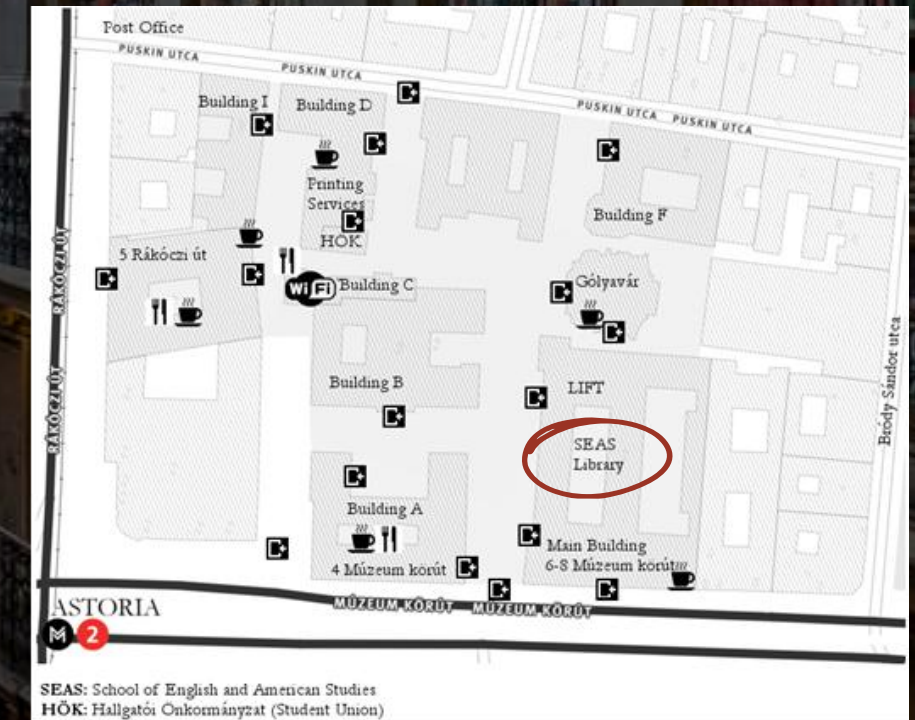 Post Office
PUSKIN UTCA
PUSKIN UTCA
PUSKIN UTCA PUSKIN UTCA
Building I
Building D
Printing
Services
HÖK
Building F
5 Rákóczi út
RÁKÓCZI ÚT
WiFi
Building C
Gólyavár
Building B
LIFT
RÁKÓCZI ÚT
Bródy Sándor utca
SEAS
Library
Building A
4 Múzeum körút
Main Building
6-8 Múzeum körút
MÚZEUM KÖRÚT MÚZEUM KÖRÚT
ASTORIA
M 2
SEAS: School of English and American Studies
HÖK: Hallgatói Önkormányzat (Student Union)